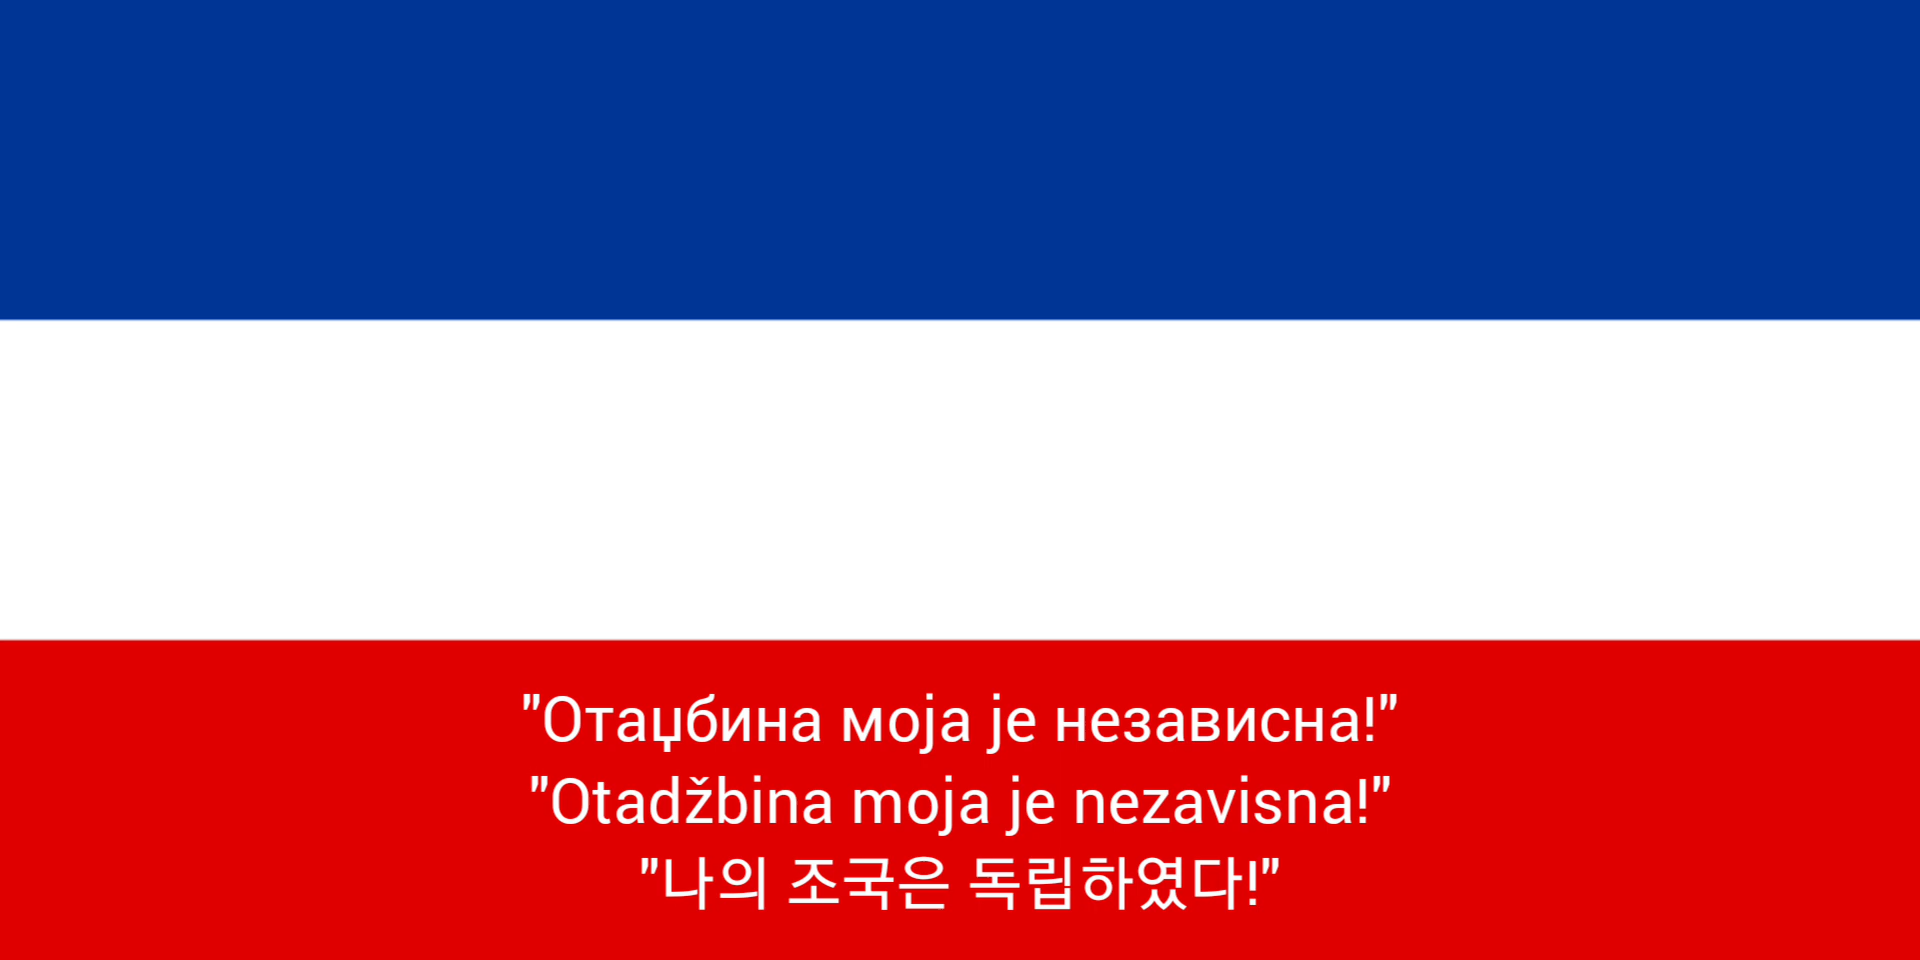 "Отаџбина моја је независна!"
"Otadžbina moja je nezavisna!"
"나의 조국은 독립하였다!"